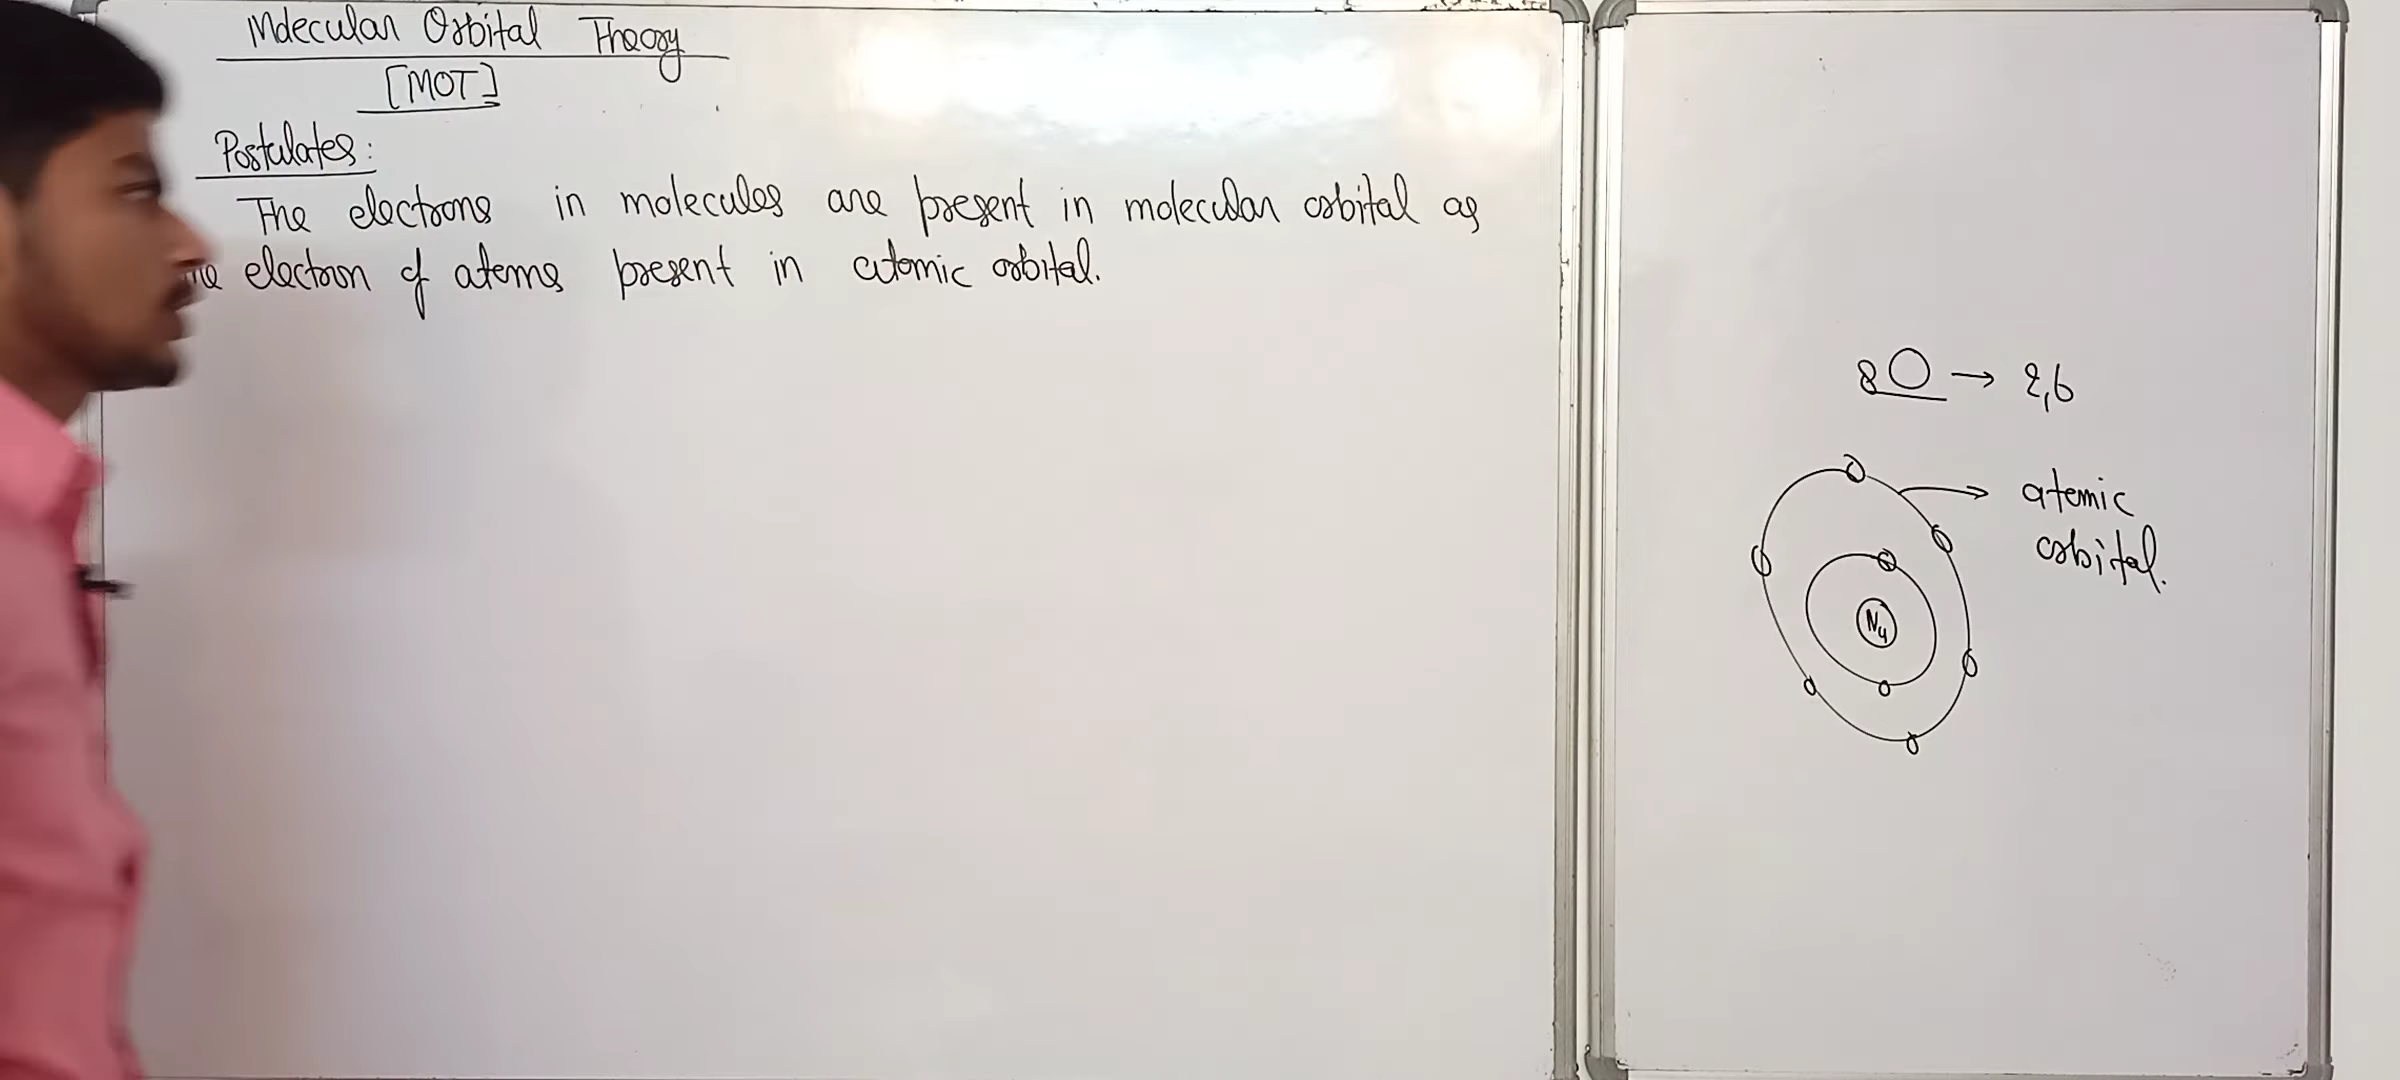 Molecular Orbital Theory
[MOT]
Postulates:
The electrons in molecules are present in molecular orbital as
electron of atoms present in atomic orbital.
8O → 2,6
atomic
orbital.
Nu